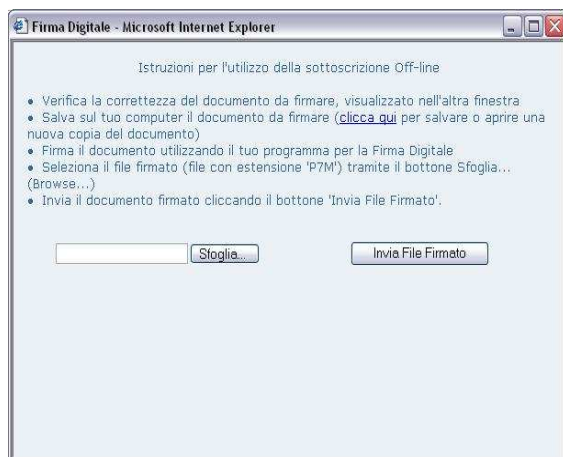 Firma Digitale - Microsoft Internet Explorer
Istruzioni per l'utilizzo della sottoscrizione Off-line
• Verifica la correttezza del documento da firmare, visualizzato nell'altra finestra
• Salva sul tuo computer il documento da firmare (clicca qui per salvare o aprire una
nuova copia del documento)
• Firma il documento utilizzando il tuo programma per la Firma Digitale
• Seleziona il file firmato (file con estensione 'P7M') tramite il bottone Sfoglia...
(Browse...)
• Invia il documento firmato cliccando il bottone 'Invia File Firmato'.
Sfoglia... Invia File Firmato